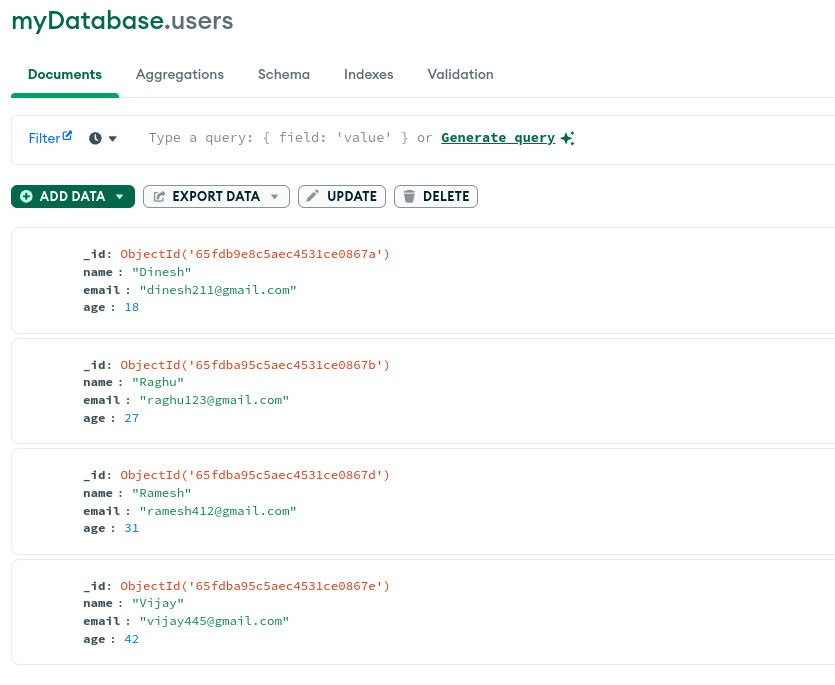 myDatabase.users
Documents Aggregations Schema Indexes Validation
Filter Type a query: { field: 'value' } or Generate query
ADD DATA EXPORT DATA UPDATE DELETE
_id: ObjectId('65fdb9e8c5aec4531ce0867a')
name : "Dinesh"
email : "dinesh211@gmail.com"
age : 18
_id: ObjectId('65fdba95c5aec4531ce0867b')
name : "Raghu"
email : "raghu123@gmail.com"
age : 27
_id: ObjectId('65fdba95c5aec4531ce0867d')
name : "Ramesh"
email : "ramesh412@gmail.com"
age : 31
_id: ObjectId('65fdba95c5aec4531ce0867e')
name : "Vijay"
email : "vijay445@gmail.com"
age : 42